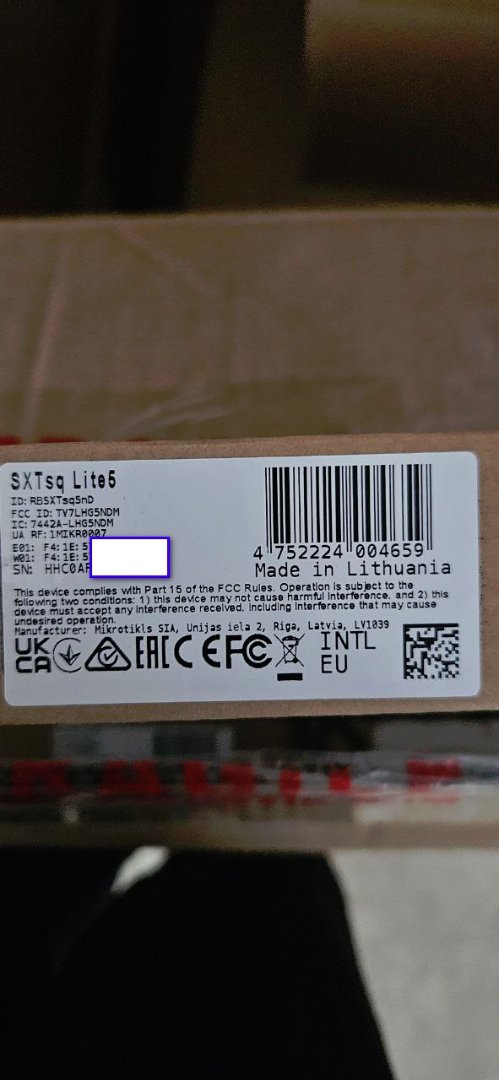 SXTsq Lite5
ID: RBSXTsq5nD
FCC ID: TV7LHG5NDM
IC: 7442A-LHG5NDM
UA RF: 1MIKR0007
E01: F4:1E:5
W01: F4:1E:5
SN: HHC0AF
4 752224 004659
Made in Lithuania
This device complies with Part 15 of the FCC Rules. Operation is subject to the
following two conditions: 1) this device may not cause harmful interference, and 2) this
device must accept any interference received, including interference that may cause
undesired operation.
Manufacturer: Mikrotikls SIA, Unijas iela 2, Riga, Latvia, LV1039
UK
CA
EAC CE FC
INTL
EU